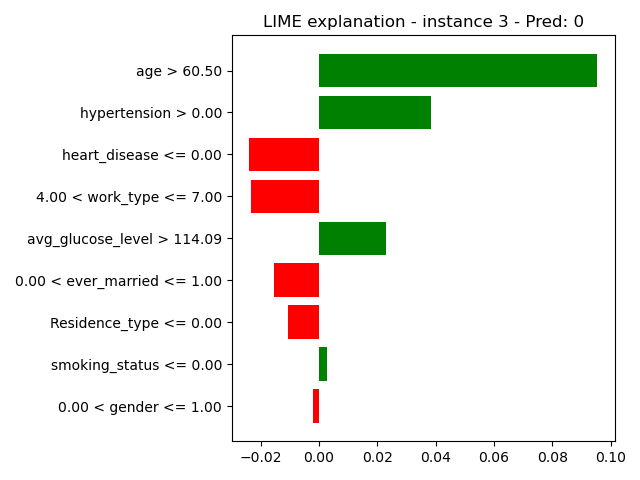 LIME explanation - instance 3 - Pred: 0
age > 60.50
hypertension > 0.00
heart_disease <= 0.00
4.00 < work_type <= 7.00
avg_glucose_level > 114.09
0.00 < ever_married <= 1.00
Residence_type <= 0.00
smoking_status <= 0.00
0.00 < gender <= 1.00
−0.02 0.00 0.02 0.04 0.06 0.08 0.10